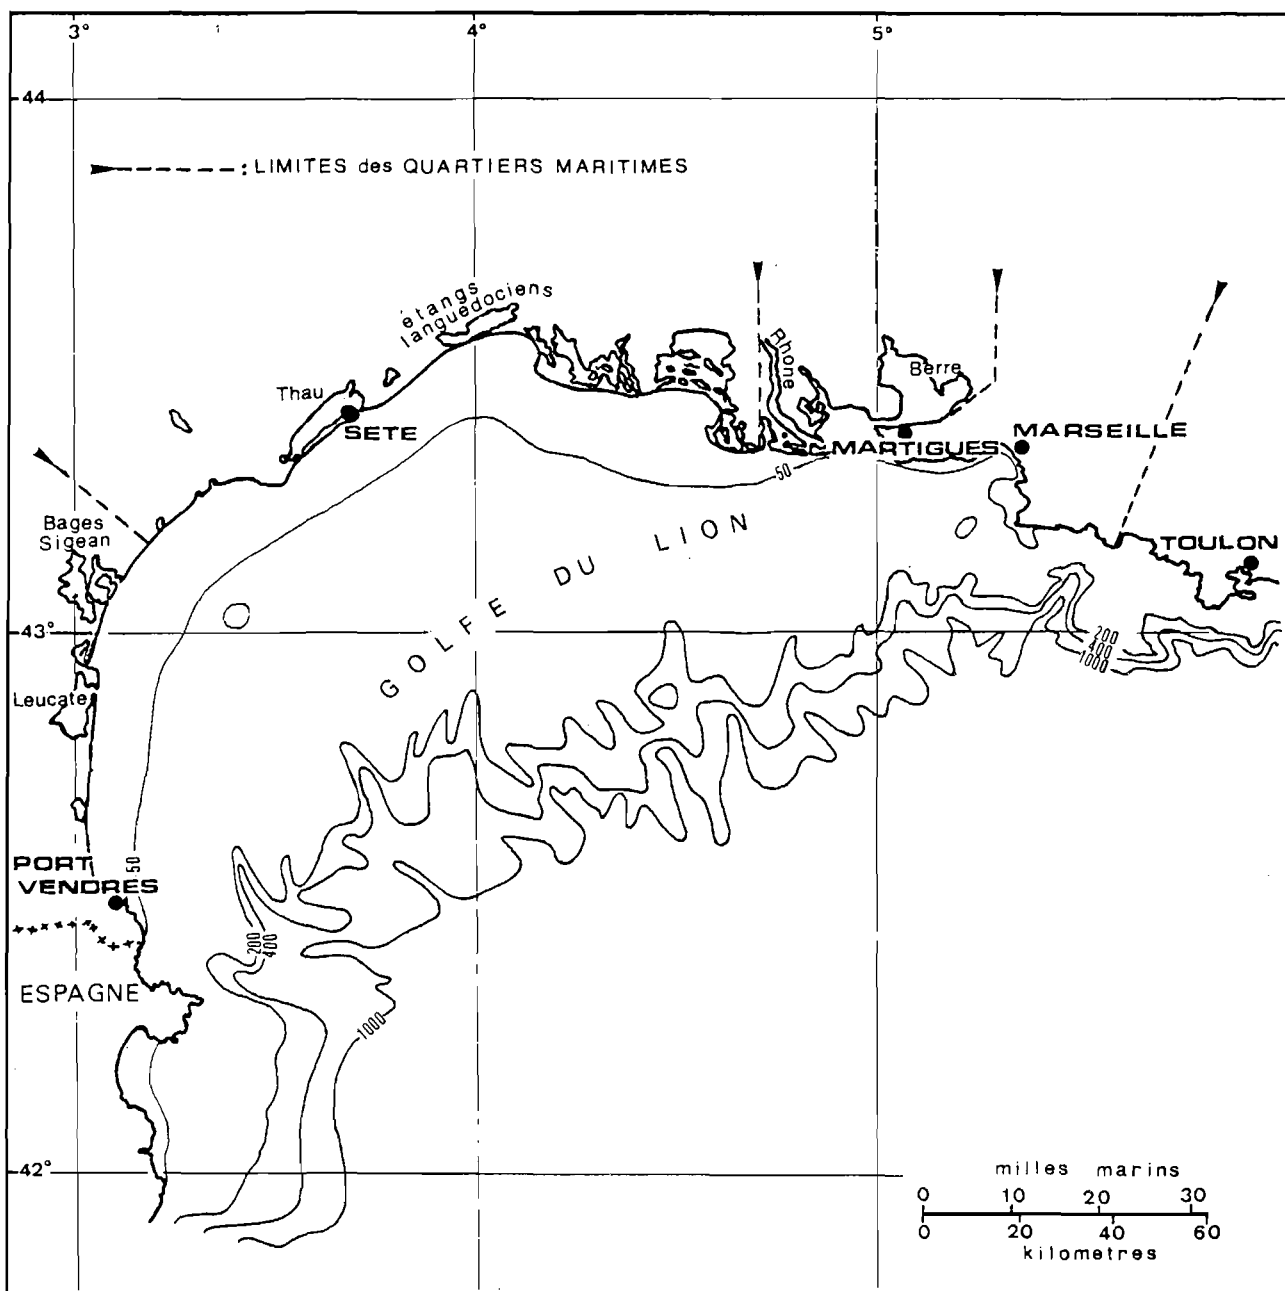 3° 4° 5°
44
LIMITES des QUARTIERS MARITIMES
étangs
languedociens
Rhone
Berre
Thau
SETE
MARTIGUES
MARSEILLE
50
Bages
Sigean
TOULON
GOLFE DU LION
43°
200
400
1000
Leucate
50
PORT
VENDRES
200
400
ESPAGNE
1000
42°
milles marins
0 10 20 30
0 20 40 60
kilometres